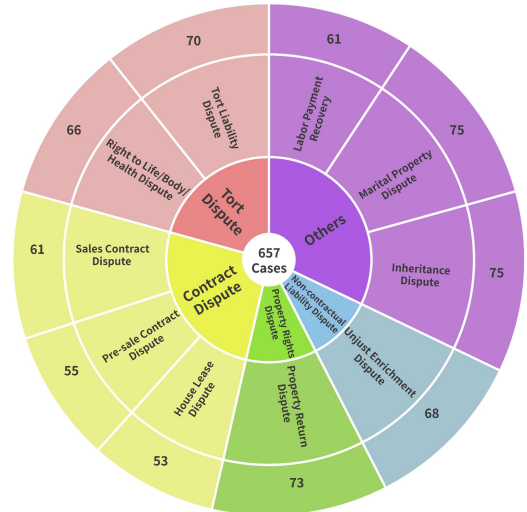 657
Cases
Others
Labor Payment
Recovery
61
Marital Property
Dispute
75
Inheritance
Dispute
75
Non-contractual
Liability Dispute
Unjust Enrichment
Dispute
68
Property Rights
Dispute
Property Return
Dispute
73
Contract
Dispute
House Lease
Dispute
53
Pre-sale Contract
Dispute
55
Sales Contract
Dispute
61
Tort
Dispute
Right to Life/Body/
Health Dispute
66
Tort Liability
Dispute
70